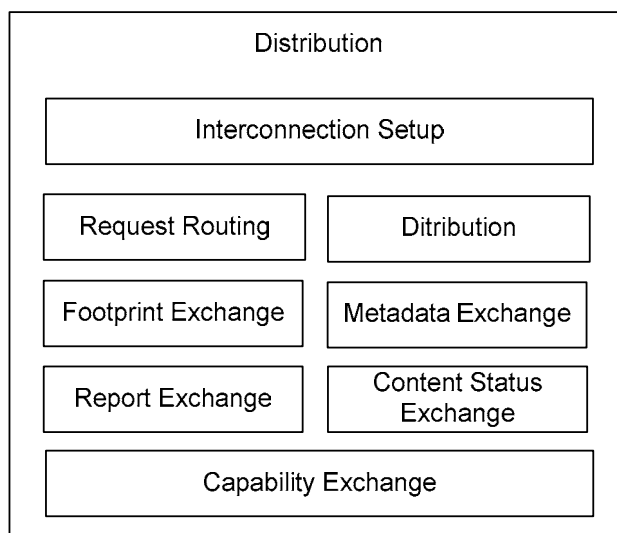 Distribution
Interconnection Setup
Request Routing
Ditribution
Footprint Exchange
Metadata Exchange
Report Exchange
Content Status
Exchange
Capability Exchange